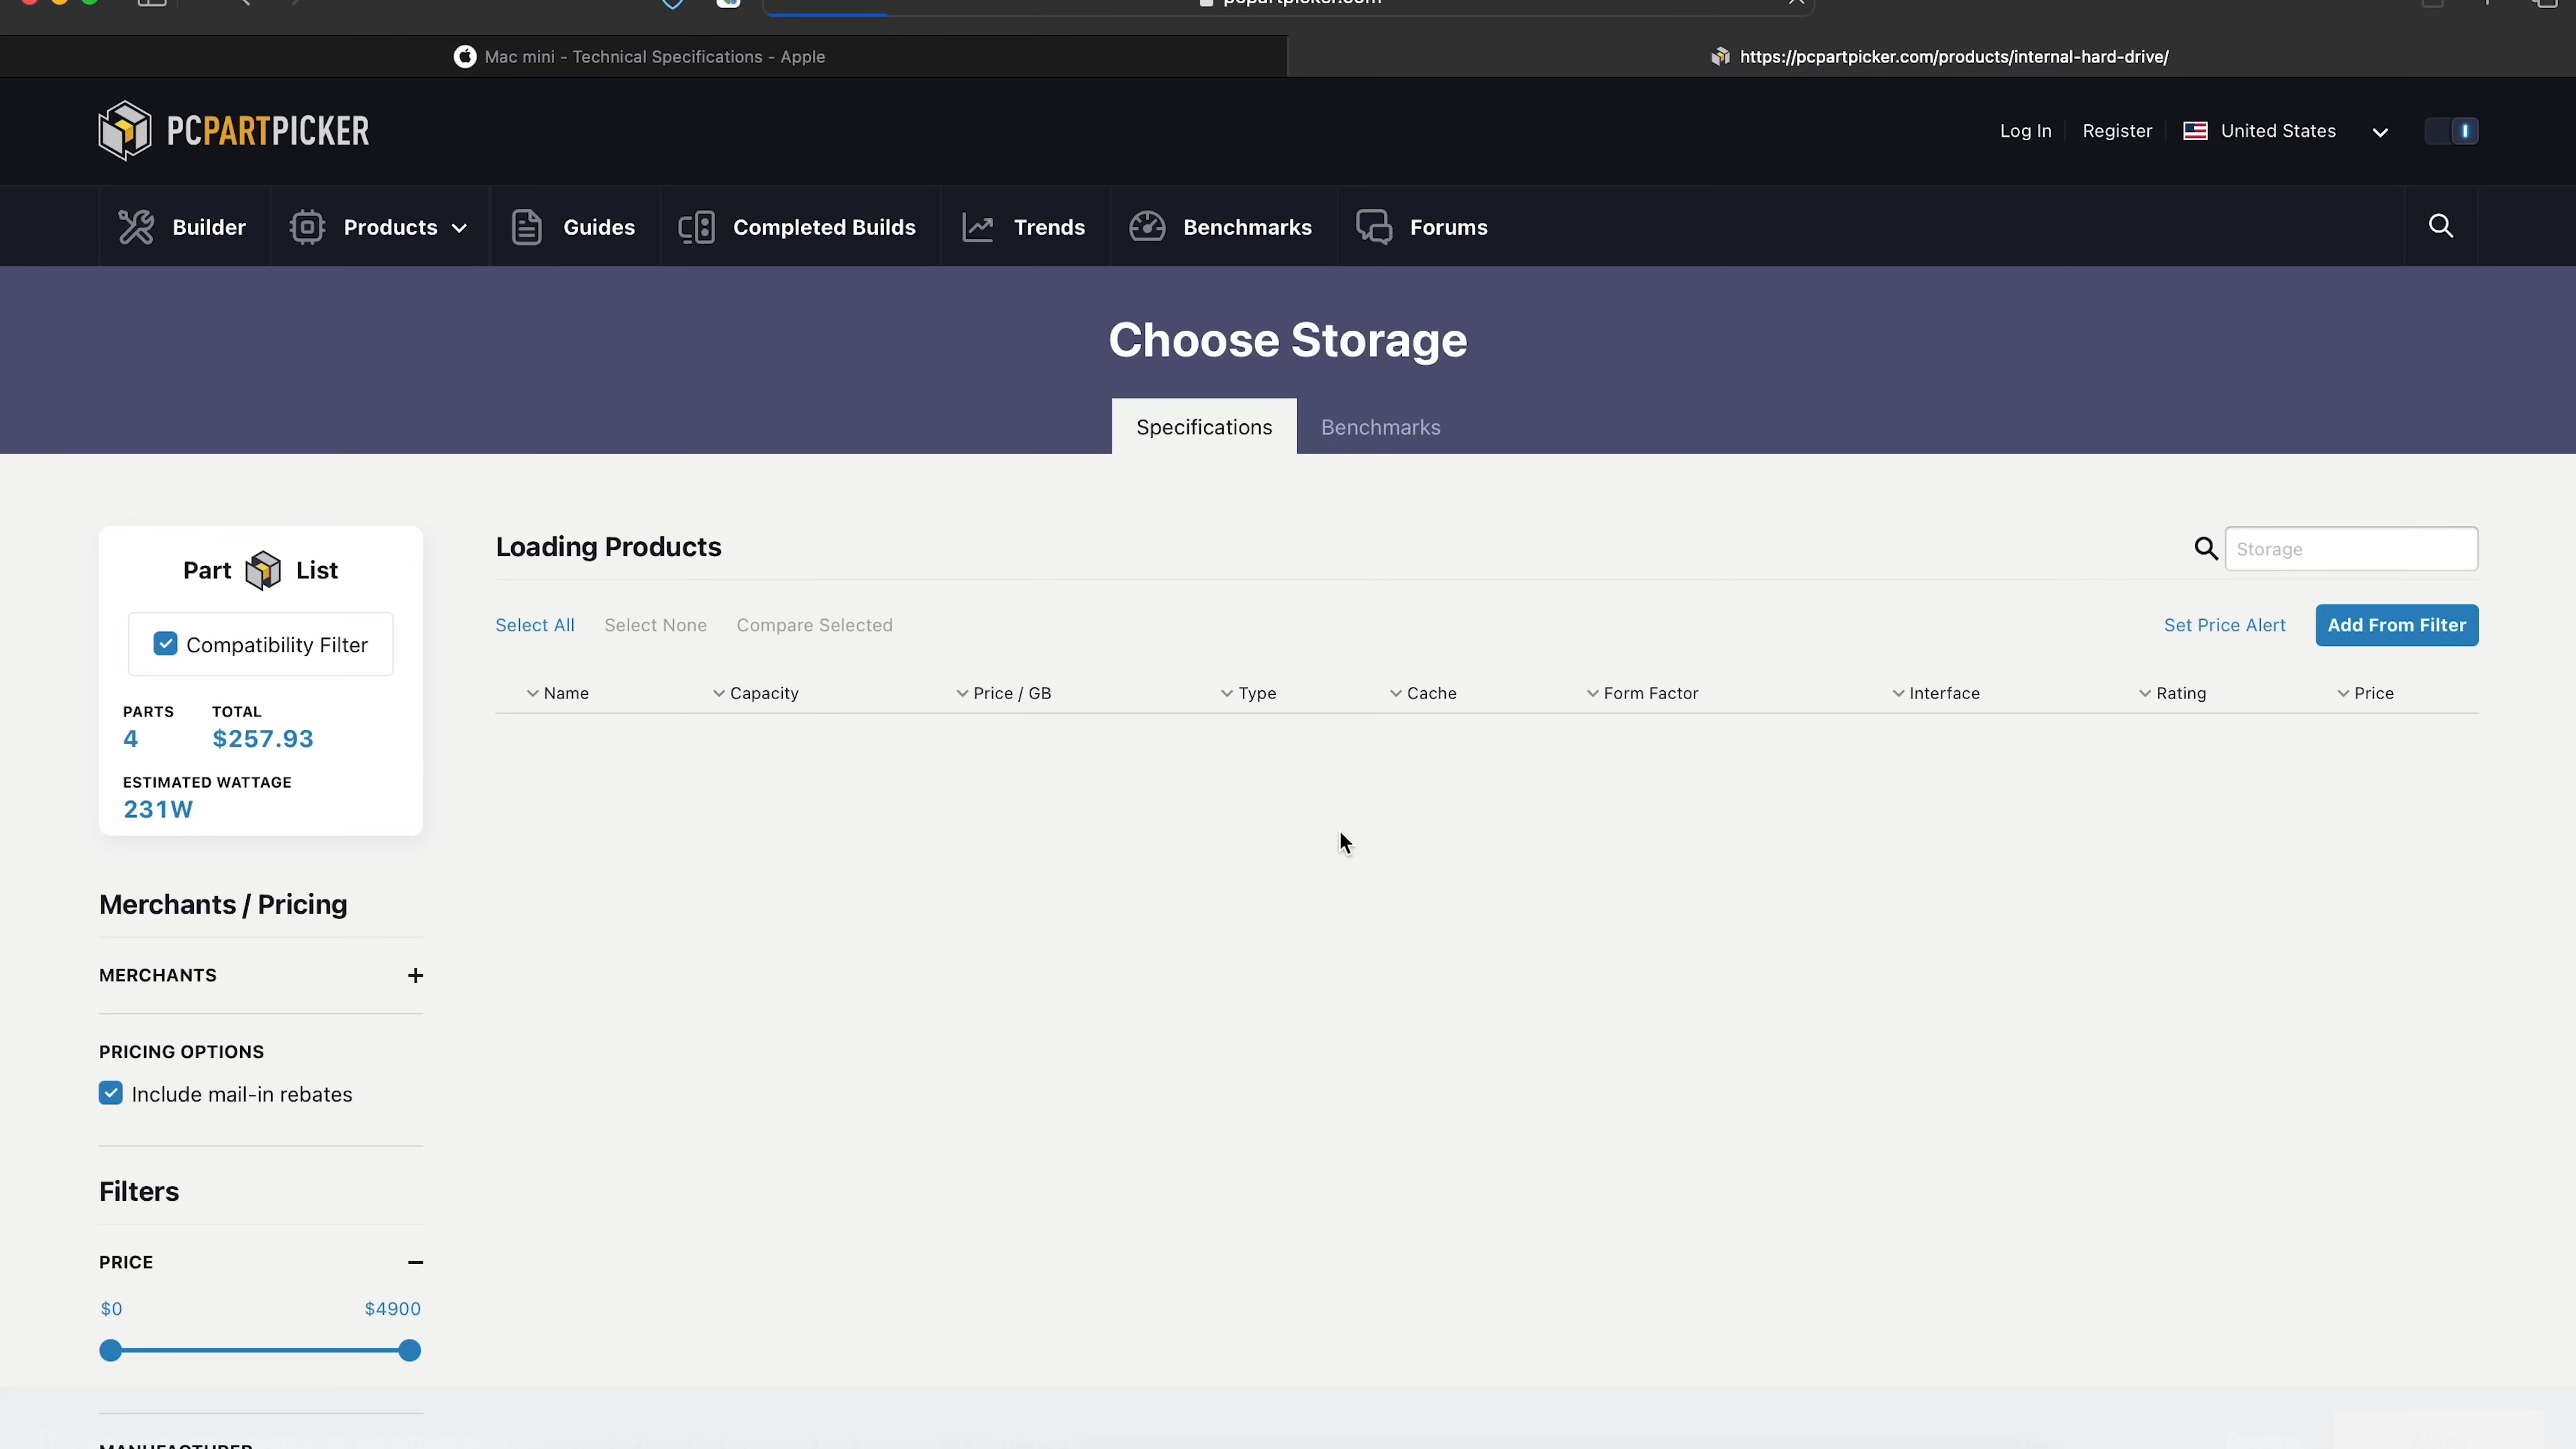 Mac mini - Technical Specifications - Apple
https://pcpartpicker.com/products/internal-hard-drive/
PCPARTPICKER
Log In Register United States
Builder Products Guides Completed Builds Trends Benchmarks Forums
Choose Storage
Specifications Benchmarks
Part List
Compatibility Filter
PARTS TOTAL
4 $257.93
ESTIMATED WATTAGE
231W
Loading Products
Storage
Select All Select None Compare Selected Set Price Alert Add From Filter
Name Capacity Price / GB Type Cache Form Factor Interface Rating Price
Merchants / Pricing
MERCHANTS +
PRICING OPTIONS
Include mail-in rebates
Filters
PRICE −
$0 $4900